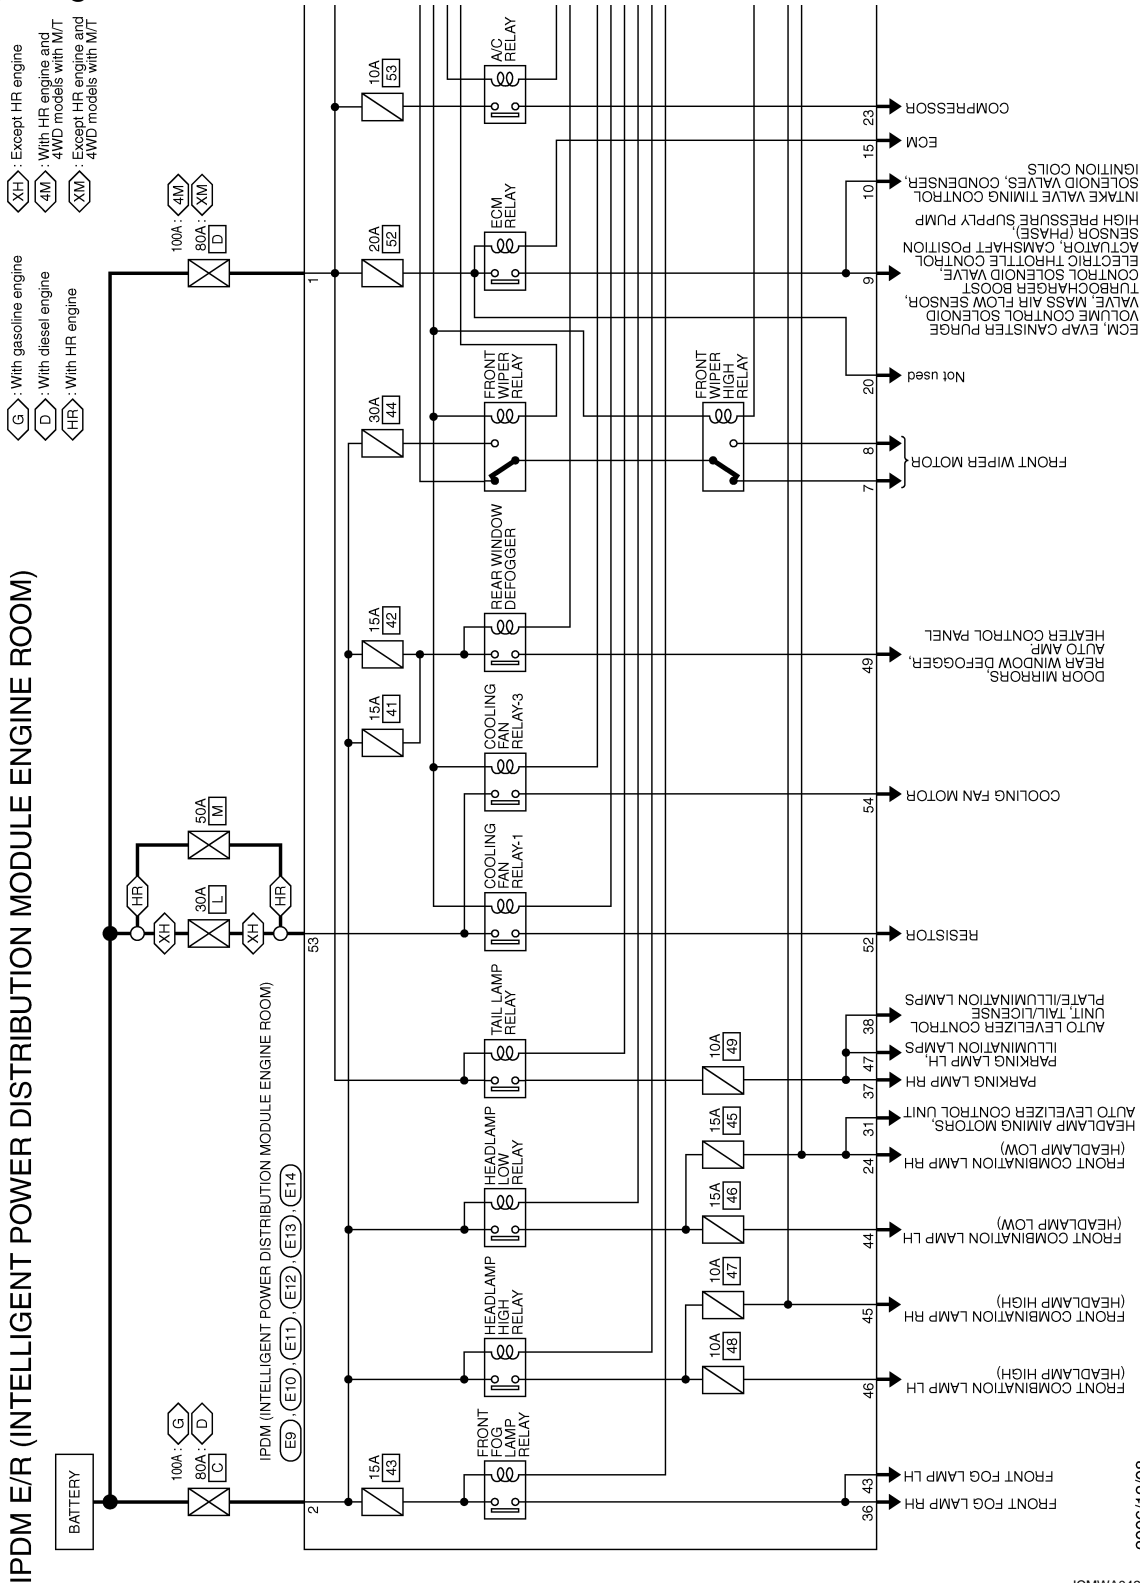 IPDM E/R (INTELLIGENT POWER DISTRIBUTION MODULE ENGINE ROOM)
G : With gasoline engine
D : With diesel engine
HR : With HR engine
XH : Except HR engine
4M : With HR engine and
4WD models with M/T
XM : Except HR engine and
4WD models with M/T
BATTERY
100A : G
80A : D
C
30A
L
50A
M
HR
HR
XH
XH
100A : 4M
80A : XM
D
IPDM (INTELLIGENT POWER DISTRIBUTION MODULE ENGINE ROOM)
E9 , E10 , E11 , E12 , E13 , E14
2
53
1
15A
43
15A
41
15A
42
30A
44
20A
52
10A
53
FRONT
FOG
LAMP
RELAY
HEADLAMP
HIGH
RELAY
HEADLAMP
LOW
RELAY
TAIL LAMP
RELAY
COOLING
FAN
RELAY-1
COOLING
FAN
RELAY-3
REAR WINDOW
DEFOGGER
FRONT
WIPER
RELAY
ECM
RELAY
A/C
RELAY
10A
48
10A
47
15A
46
15A
45
10A
49
FRONT
WIPER
HIGH
RELAY
36
FRONT FOG LAMP RH
43
FRONT FOG LAMP LH
46
FRONT COMBINATION LAMP LH
(HEADLAMP HIGH)
45
FRONT COMBINATION LAMP RH
(HEADLAMP HIGH)
44
FRONT COMBINATION LAMP LH
(HEADLAMP LOW)
24
FRONT COMBINATION LAMP RH
(HEADLAMP LOW)
31
HEADLAMP AIMING MOTORS,
AUTO LEVELIZER CONTROL UNIT
37
PARKING LAMP RH
47
PARKING LAMP LH,
ILLUMINATION LAMPS
38
AUTO LEVELIZER CONTROL
UNIT, TAIL/LICENSE
PLATE/ILLUMINATION LAMPS
52
RESISTOR
54
COOLING FAN MOTOR
49
DOOR MIRRORS,
REAR WINDOW DEFOGGER,
AUTO AMP.
HEATER CONTROL PANEL
7
8
FRONT WIPER MOTOR
20
Not used
9
ECM, EVAP CANISTER PURGE
VOLUME CONTROL SOLENOID
VALVE, MASS AIR FLOW SENSOR,
TURBOCHARGER BOOST
CONTROL SOLENOID VALVE,
ELECTRIC THROTTLE CONTROL
ACTUATOR, CAMSHAFT POSITION
SENSOR (PHASE),
HIGH PRESSURE SUPPLY PUMP
10
INTAKE VALVE TIMING CONTROL
SOLENOID VALVES, CONDENSER,
IGNITION COILS
15
ECM
23
COMPRESSOR